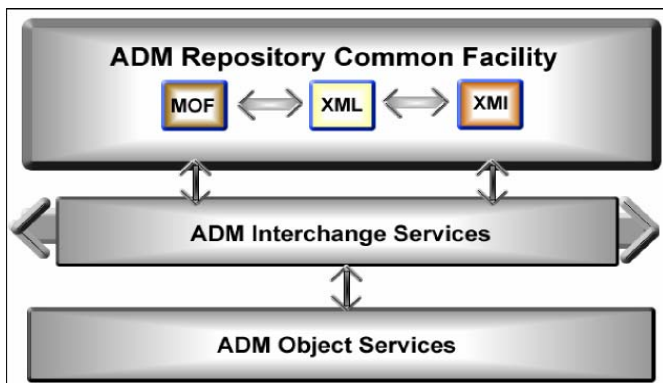 ADM Repository Common Facility
MOF XML XMI
ADM Interchange Services
ADM Object Services